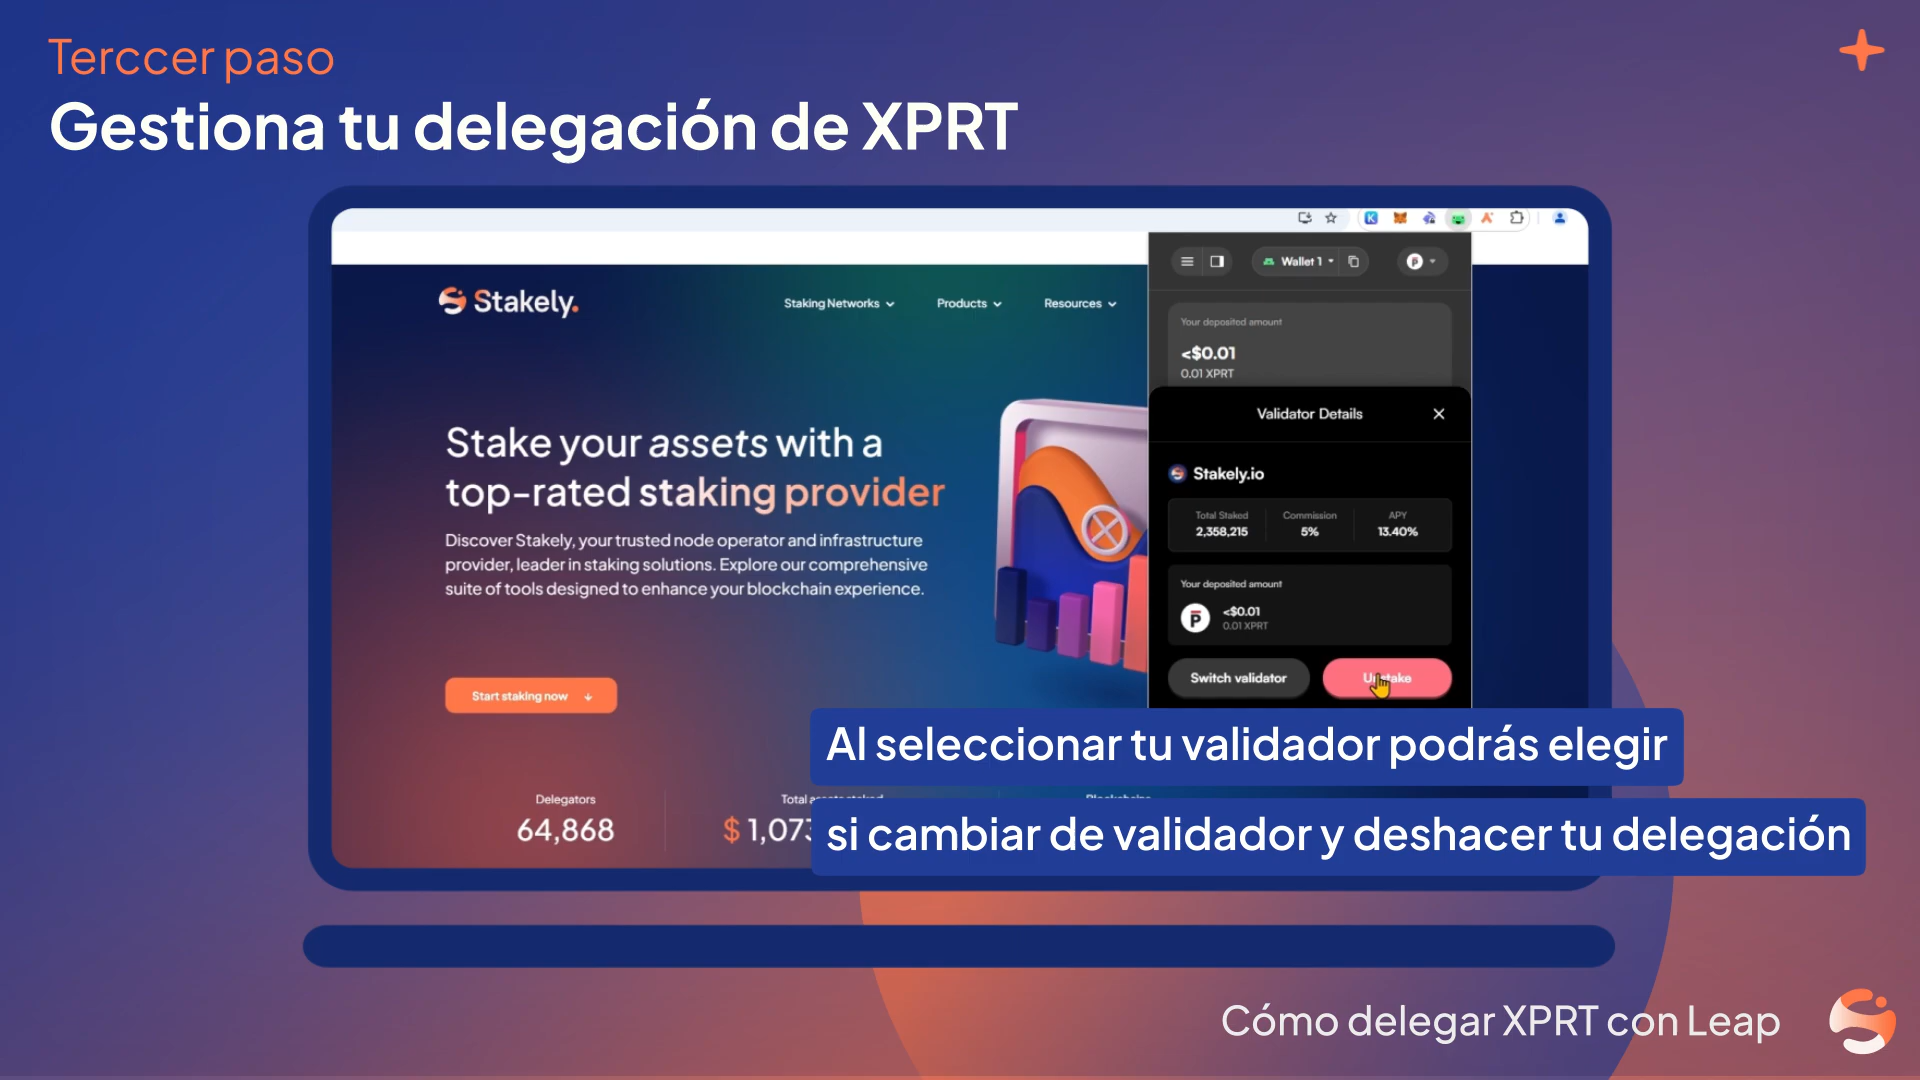 Terccer paso
Gestiona tu delegación de XPRT
Wallet 1
Stakely.
Staking Networks
Products
Resources
Your deposited amount
<$0.01
0.01 XPRT
Validator Details
Stake your assets with a
top-rated staking provider
Discover Stakely, your trusted node operator and infrastructure
provider, leader in staking solutions. Explore our comprehensive
suite of tools designed to enhance your blockchain experience.
Start staking now
Stakely.io
Total Staked
2,358,215
Commission
5%
APY
13.40%
Your deposited amount
<$0.01
0.01 XPRT
Switch validator
Al seleccionar tu validador podrás elegir
si cambiar de validador y deshacer tu delegación
Delegators
64,868
Total
$ 1,073
Cómo delegar XPRT con Leap